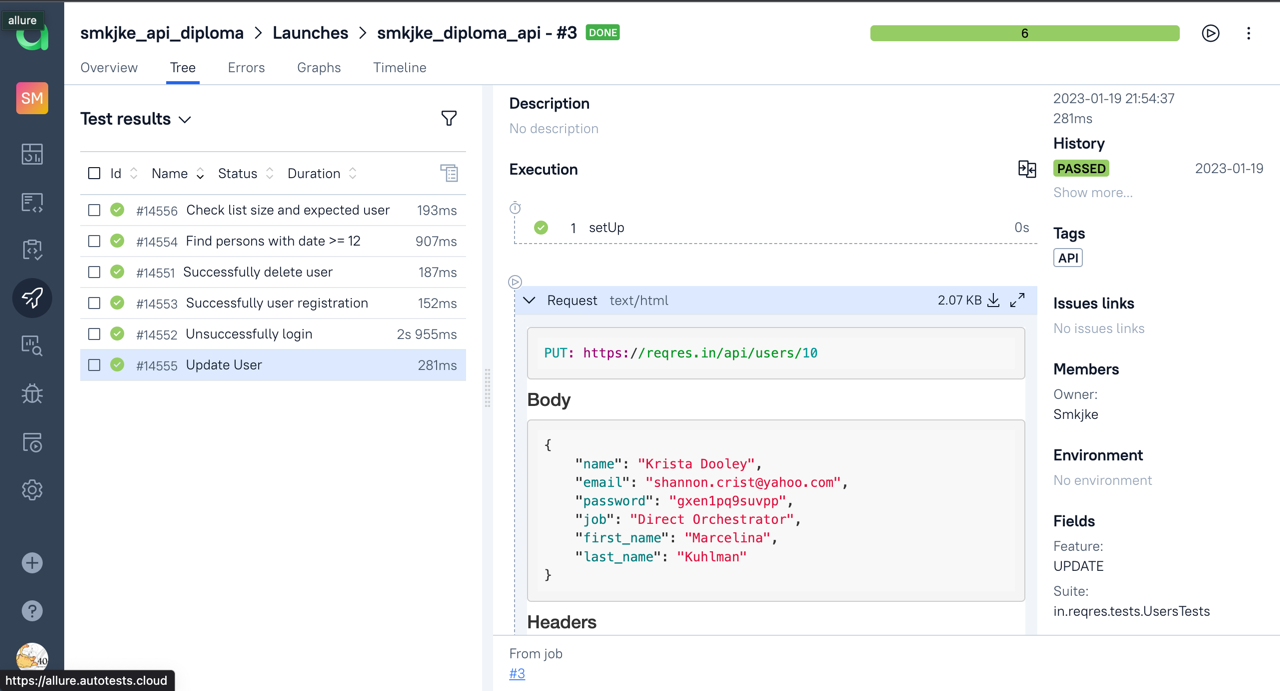 allure
smkjke_api_diploma > Launches > smkjke_diploma_api - #3 DONE
6
Overview Tree Errors Graphs Timeline
SM
Test results
Id Name Status Duration
#14556 Check list size and expected user 193ms
#14554 Find persons with date >= 12 907ms
#14551 Successfully delete user 187ms
#14553 Successfully user registration 152ms
#14552 Unsuccessfully login 2s 955ms
#14555 Update User 281ms
Description
No description
Execution
1 setUp 0s
Request text/html 2.07 KB
PUT: https://reqres.in/api/users/10
Body
{
"name": "Krista Dooley",
"email": "shannon.crist@yahoo.com",
"password": "gxen1pq9suvpp",
"job": "Direct Orchestrator",
"first_name": "Marcelina",
"last_name": "Kuhlman"
}
Headers
From job
#3
2023-01-19 21:54:37
281ms
History
PASSED 2023-01-19
Show more...
Tags
API
Issues links
No issues links
Members
Owner:
Smkjke
Environment
No environment
Fields
Feature:
UPDATE
Suite:
in.reqres.tests.UsersTests
https://allure.autotests.cloud